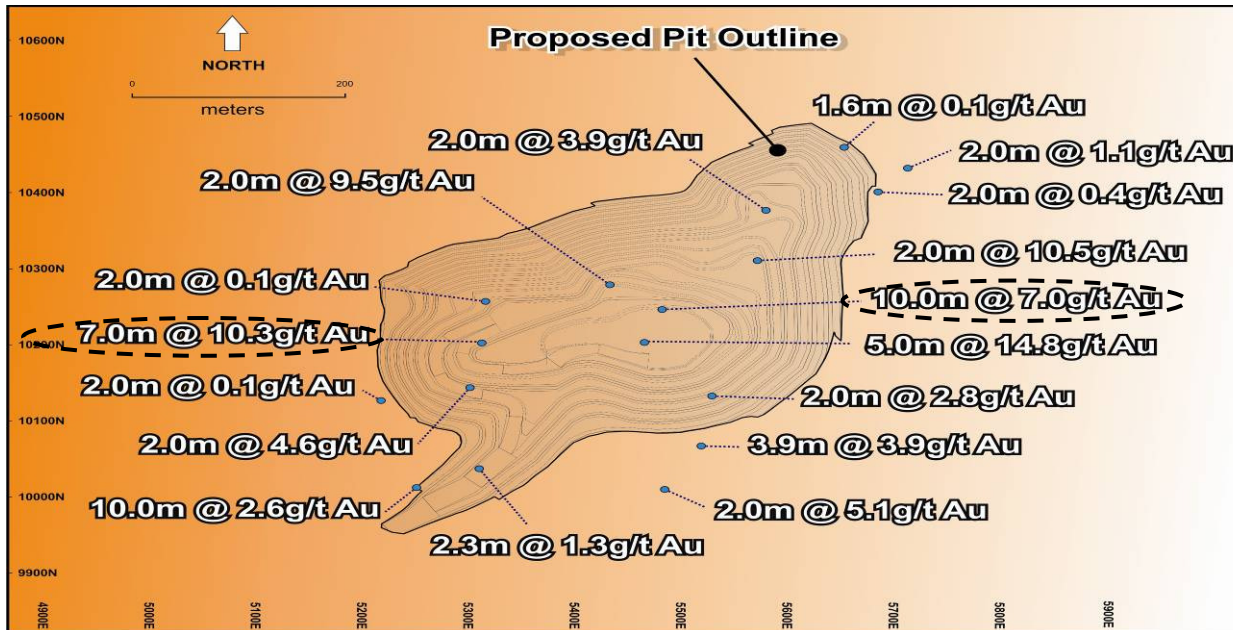 10600N
Proposed Pit Outline
NORTH
0 200
meters
10500N
1.6m @ 0.1g/t Au
2.0m @ 3.9g/t Au
2.0m @ 1.1g/t Au
2.0m @ 9.5g/t Au
10400N
2.0m @ 0.4g/t Au
2.0m @ 10.5g/t Au
10300N
2.0m @ 0.1g/t Au
10.0m @ 7.0g/t Au
7.0m @ 10.3g/t Au
10200N
5.0m @ 14.8g/t Au
2.0m @ 0.1g/t Au
2.0m @ 2.8g/t Au
10100N
2.0m @ 4.6g/t Au
3.9m @ 3.9g/t Au
10000N
10.0m @ 2.6g/t Au
2.0m @ 5.1g/t Au
2.3m @ 1.3g/t Au
9900N
4900E 5000E 5100E 5200E 5300E 5400E 5500E 5600E 5700E 5800E 5900E